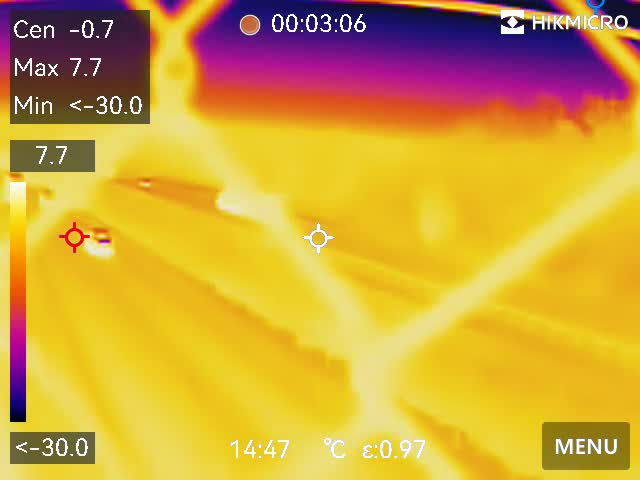 Cen -0.7
Max 7.7
Min <-30.0
00:03:06
HIKMICRO
7.7
<-30.0
14:47 ℃ ε:0.97
MENU